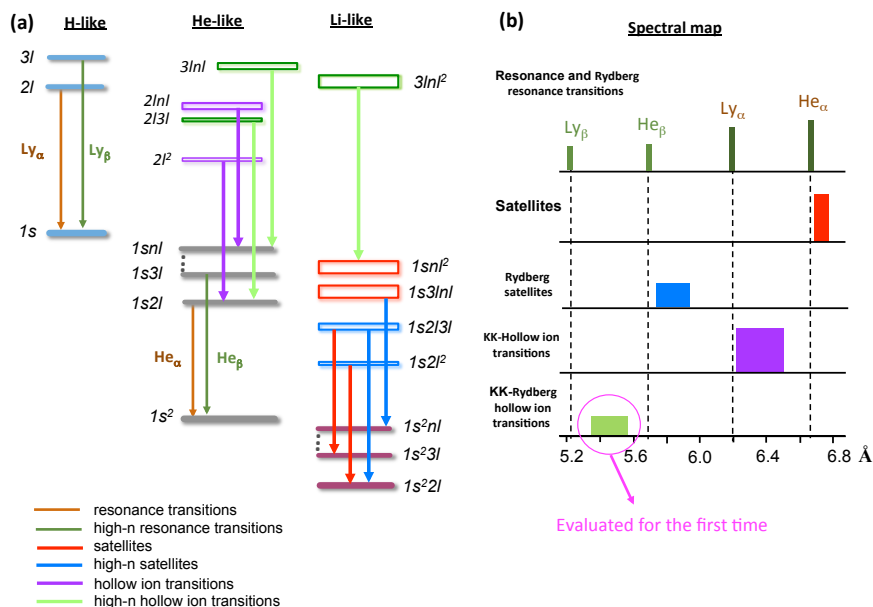 (a)
H-like
He-like
Li-like
3l
2l
1s
Lyα
Lyβ
3lnl
2lnl
2l3l
2l²
1snl
1s3l
1s2l
Heα
Heβ
1s²
3lnl²
1snl²
1s3lnl
1s2l3l
1s2l²
1s²nl
1s²3l
1s²2l
resonance transitions
high-n resonance transitions
satellites
high-n satellites
hollow ion transitions
high-n hollow ion transitions
(b)
Spectral map
Resonance and Rydberg
resonance transitions
Lyβ
Heβ
Lyα
Heα
Satellites
Rydberg
satellites
KK-Hollow ion
transitions
KK-Rydberg
hollow ion
transitions
5.2 5.6 6.0 6.4 6.8 Å
Evaluated for the first time